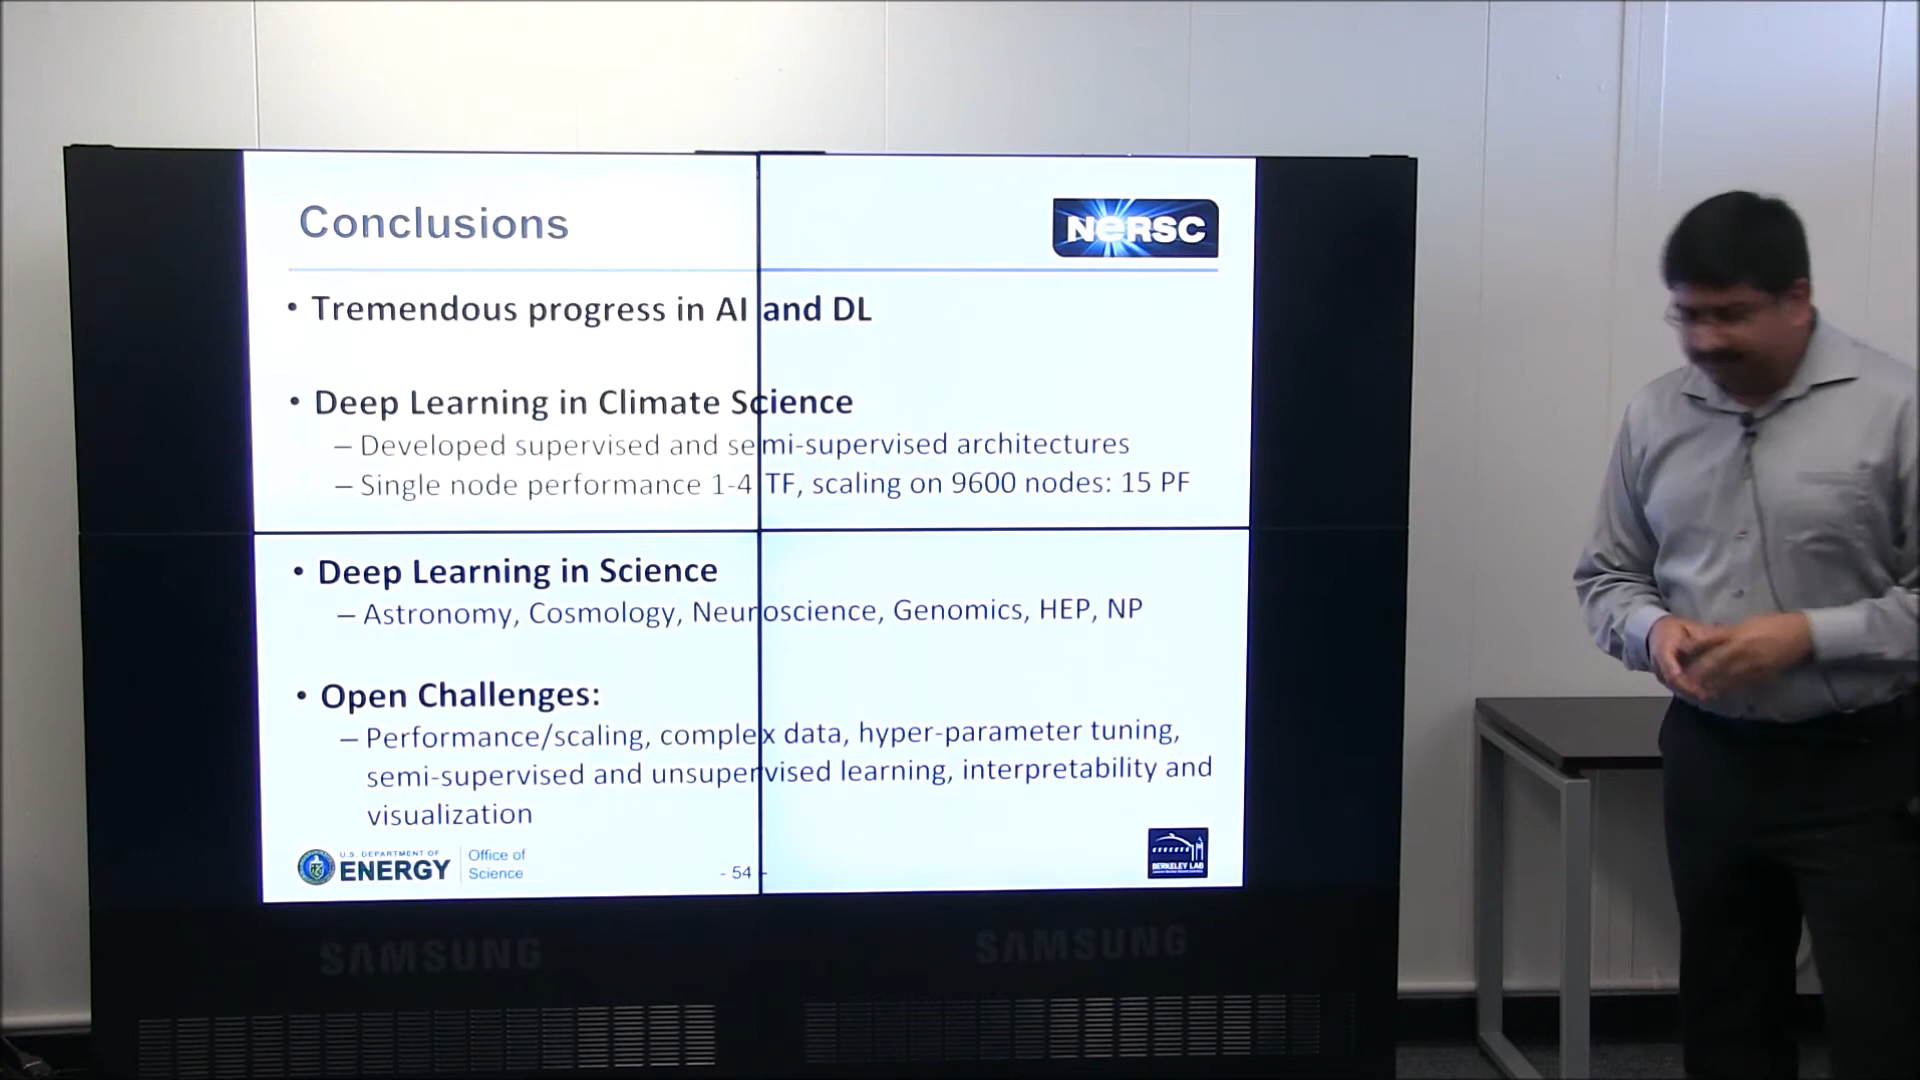 Conclusions
NERSC
• Tremendous progress in AI and DL
• Deep Learning in Climate Science
– Developed supervised and semi-supervised architectures
– Single node performance 1-4 TF, scaling on 9600 nodes: 15 PF
• Deep Learning in Science
– Astronomy, Cosmology, Neuroscience, Genomics, HEP, NP
• Open Challenges:
– Performance/scaling, complex data, hyper-parameter tuning,
semi-supervised and unsupervised learning, interpretability and
visualization
U.S. DEPARTMENT OF
ENERGY
Office of
Science
- 54 -
BERKELEY LAB
SAMSUNG
SAMSUNG